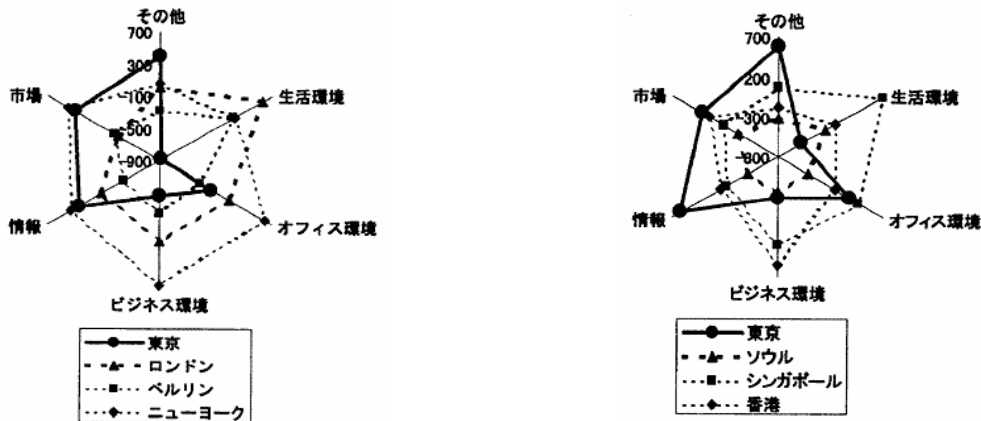 その他
700
300
-100
-500
-900
市場
生活環境
情報
オフィス環境
ビジネス環境
東京
ロンドン
ベルリン
ニューヨーク
その他
700
200
-300
-800
市場
生活環境
情報
オフィス環境
ビジネス環境
東京
ソウル
シンガポール
香港